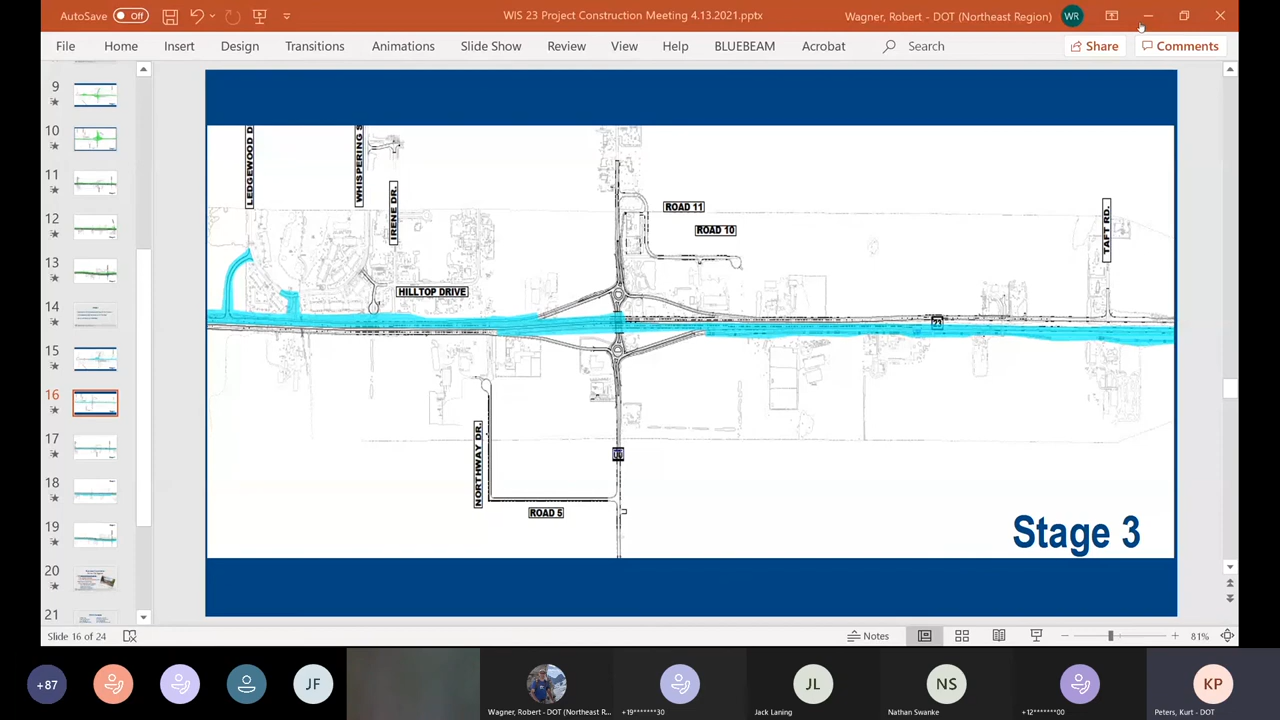 AutoSave Off
WIS 23 Project Construction Meeting 4.13.2021.pptx
Wagner, Robert - DOT (Northeast Region) WR
File Home Insert Design Slide Show Transitions Animations Review View Help BLUEBEAM Acrobat Search Share Comments
9
10
11
12
13
14
15
16
17
18
19
20
21
LEDGEWOOD D
WHISPERING S
IRENE DR.
HILLTOP DRIVE
ROAD 11
ROAD 10
TAFT RD.
23
NORTHWAY DR.
ROAD 5
Stage 3
Slide 16 of 24
Notes
81%
+87
JF
JL
NS
KP
Wagner, Robert - DOT (Northeast R...
+19*******30
Jack Laning
Nathan Swanke
+12*******00
Peters, Kurt - DOT